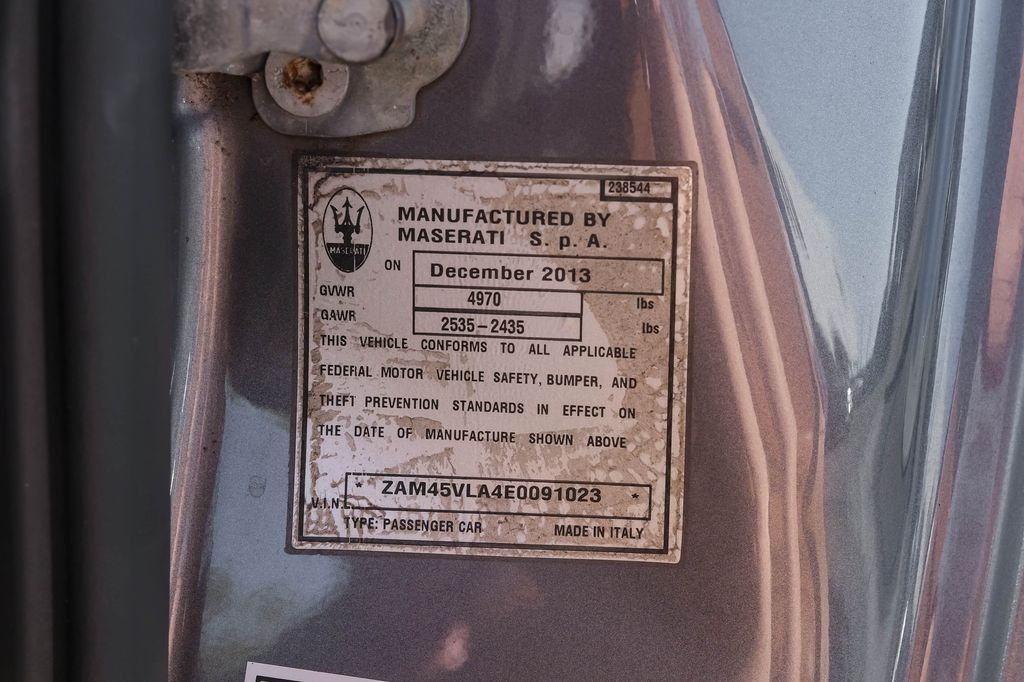 238544
MASERATI
MANUFACTURED BY
MASERATI S. p. A.
ON December 2013
GVWR 4970 lbs
GAWR 2535-2435 lbs
THIS VEHICLE CONFORMS TO ALL APPLICABLE
FEDERAL MOTOR VEHICLE SAFETY, BUMPER, AND
THEFT PREVENTION STANDARDS IN EFFECT ON
THE DATE OF MANUFACTURE SHOWN ABOVE
V.I.N. * ZAM45VLA4E0091023 *
TYPE: PASSENGER CAR MADE IN ITALY